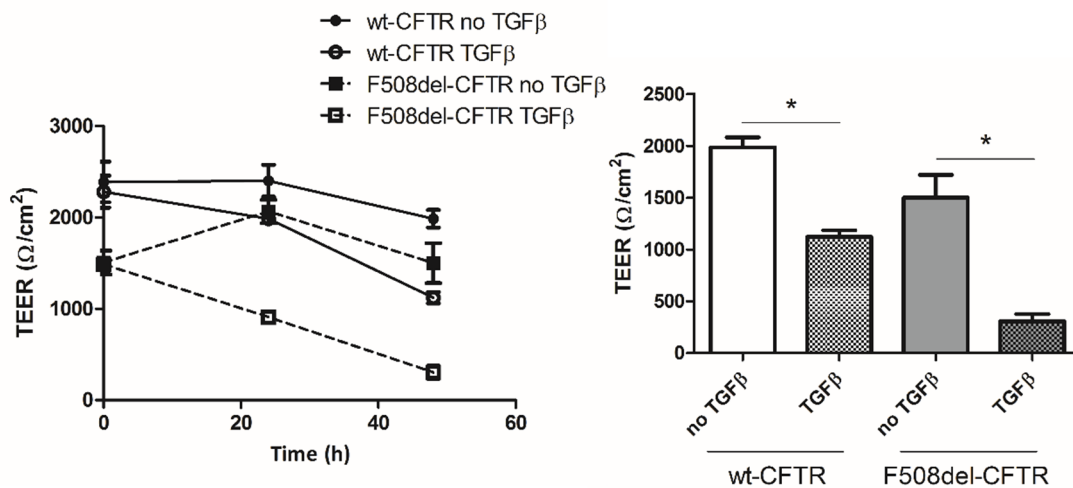 wt-CFTR no TGFβ
wt-CFTR TGFβ
F508del-CFTR no TGFβ
F508del-CFTR TGFβ
3000
2000
1000
0
TEER (Ω/cm²)
0 20 40 60
Time (h)
2500
2000
1500
1000
500
0
TEER (Ω/cm²)
* *
no TGFβ TGFβ no TGFβ TGFβ
wt-CFTR F508del-CFTR